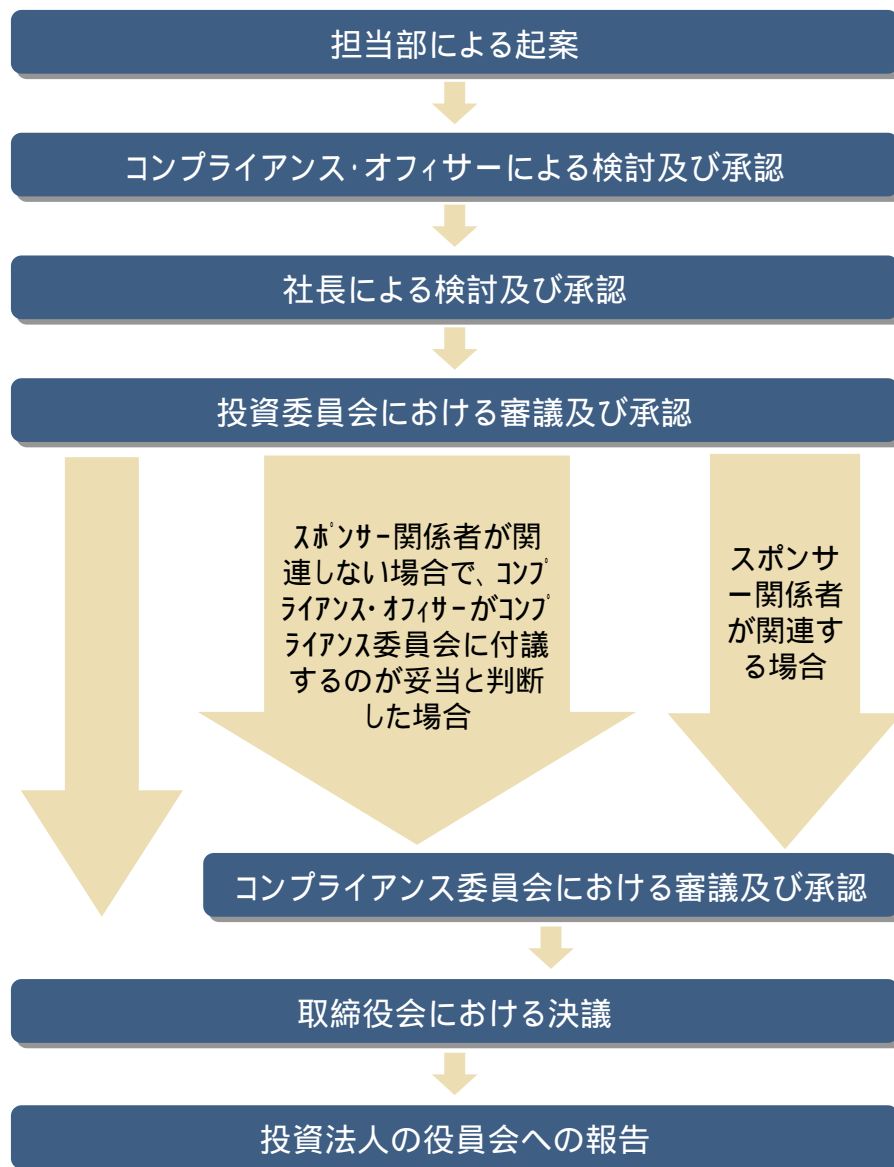 担当部による起案
コンプライアンス・オフィサーによる検討及び承認
社長による検討及び承認
投資委員会における審議及び承認
ｽﾎﾟﾝｻｰ関係者が関
連しない場合で、ｺﾝﾌﾟ
ﾗｲｱﾝｽ・ｵﾌｨｻｰがｺﾝﾌﾟ
ﾗｲｱﾝｽ委員会に付議
するのが妥当と判断
した場合
スポンサ
ー関係者
が関連す
る場合
コンプライアンス委員会における審議及び承認
取締役会における決議
投資法人の役員会への報告